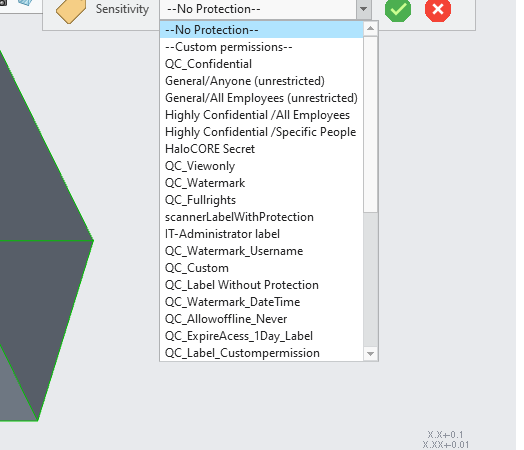 Sensitivity --No Protection--
--No Protection--
--Custom permissions--
QC_Confidential
General/Anyone (unrestricted)
General/All Employees (unrestricted)
Highly Confidential /All Employees
Highly Confidential /Specific People
HaloCORE Secret
QC_Viewonly
QC_Watermark
QC_Fullrights
scannerLabelWithProtection
IT-Administrator label
QC_Watermark_Username
QC_Custom
QC_Label Without Protection
QC_Watermark_DateTime
QC_Allowoffline_Never
QC_ExpireAcess_1Day_Label
QC_Label_Custompermission
X.X+-0.1
X.XX+-0.01